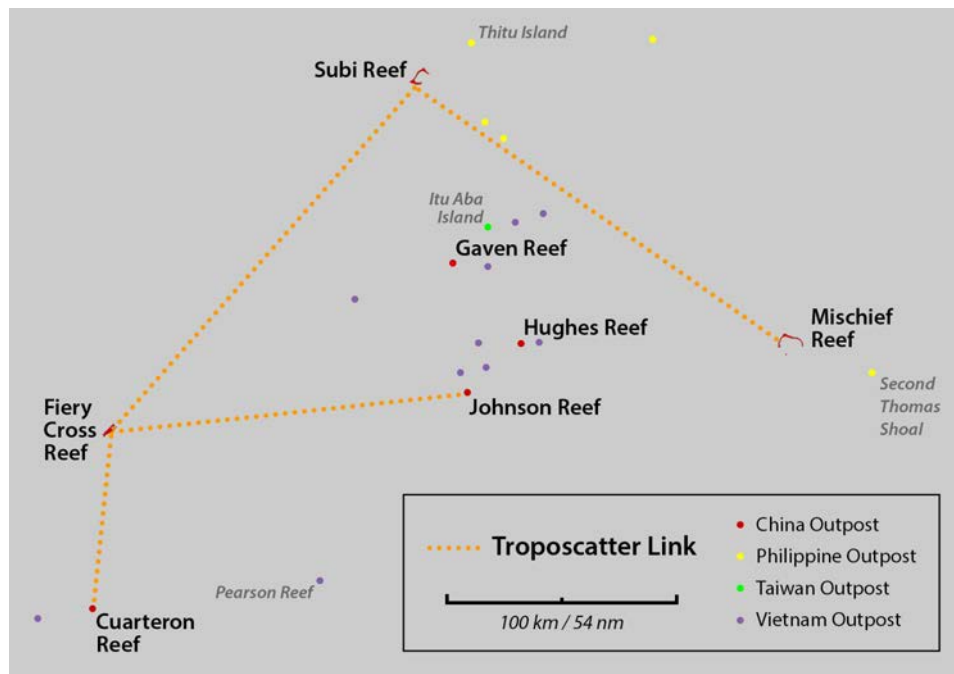 Thitu Island
Subi Reef
Itu Aba
Island
Gaven Reef
Hughes Reef
Mischief
Reef
Second
Thomas
Shoal
Johnson Reef
Fiery
Cross
Reef
Pearson Reef
Cuarteron
Reef
Troposcatter Link
100 km / 54 nm
China Outpost
Philippine Outpost
Taiwan Outpost
Vietnam Outpost